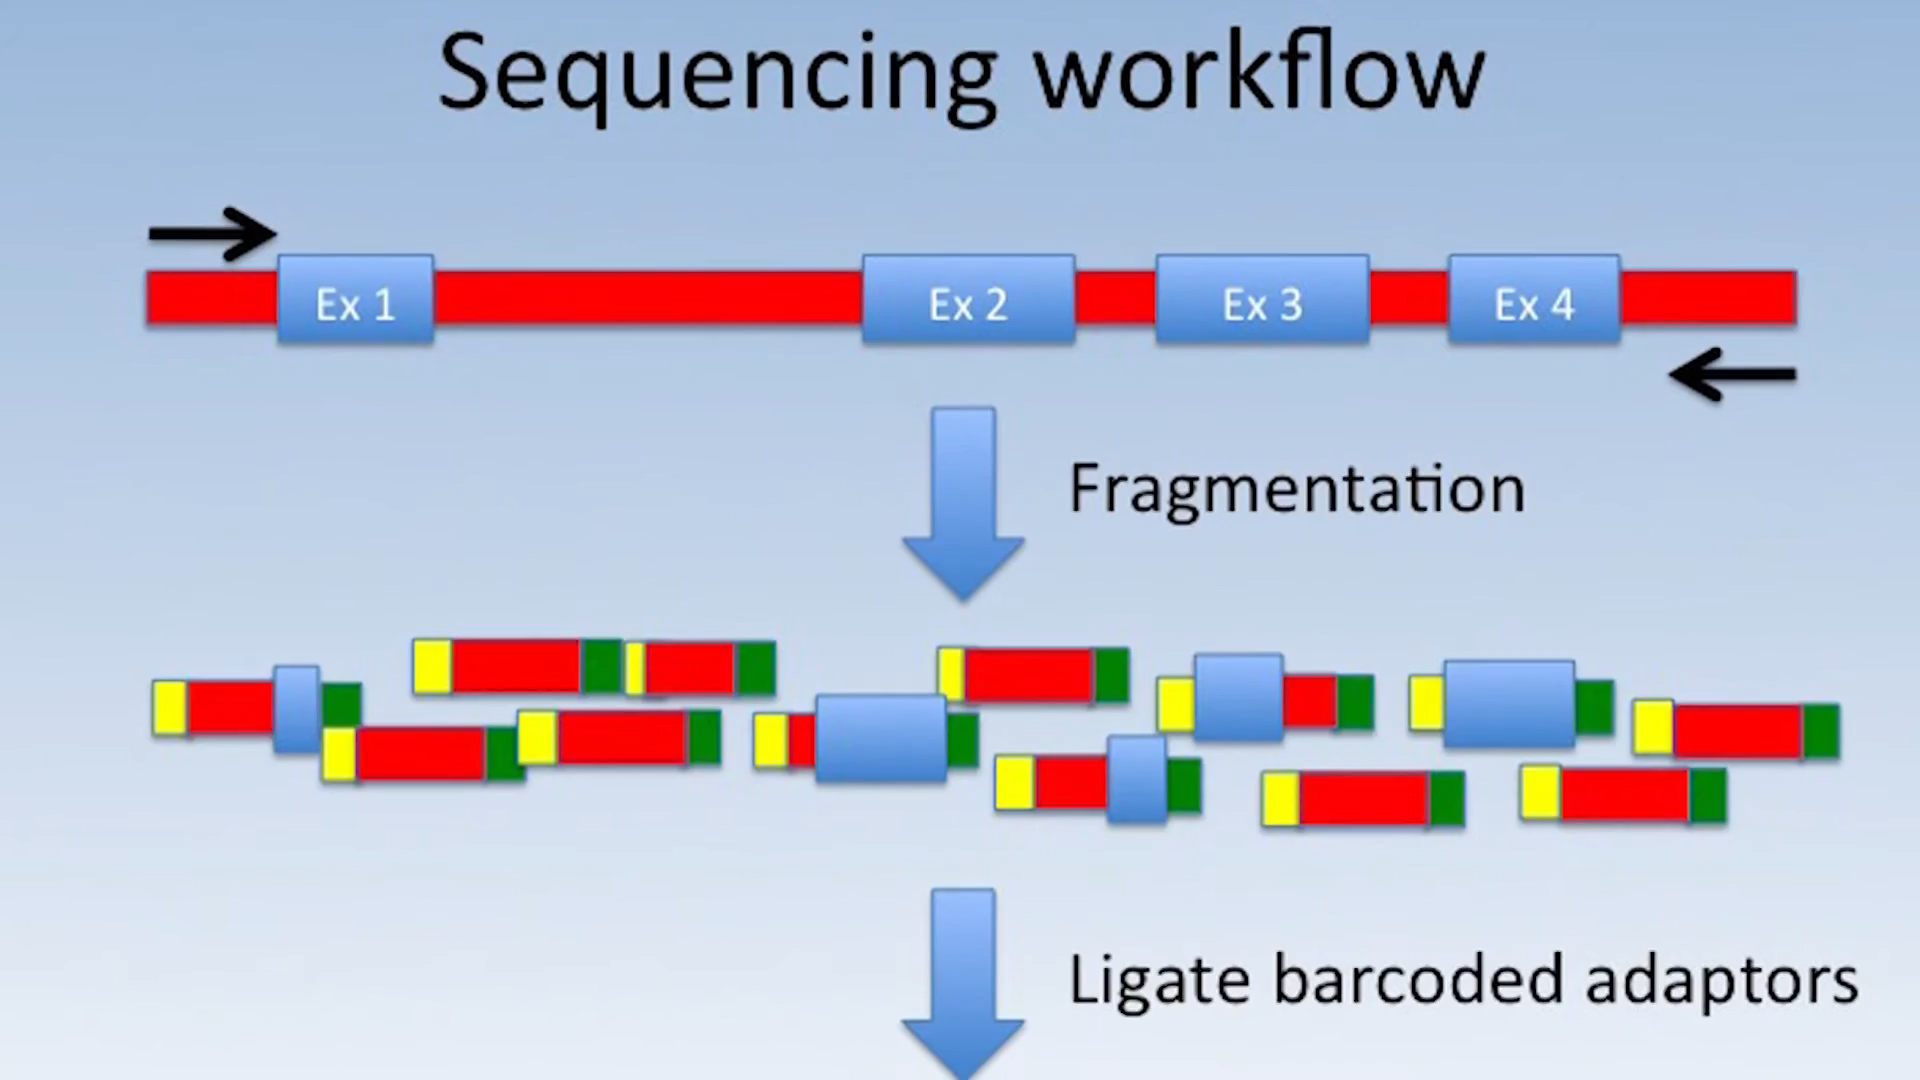 Sequencing workflow
Ex 1
Ex 2
Ex 3
Ex 4
Fragmentation
Ligate barcoded adaptors